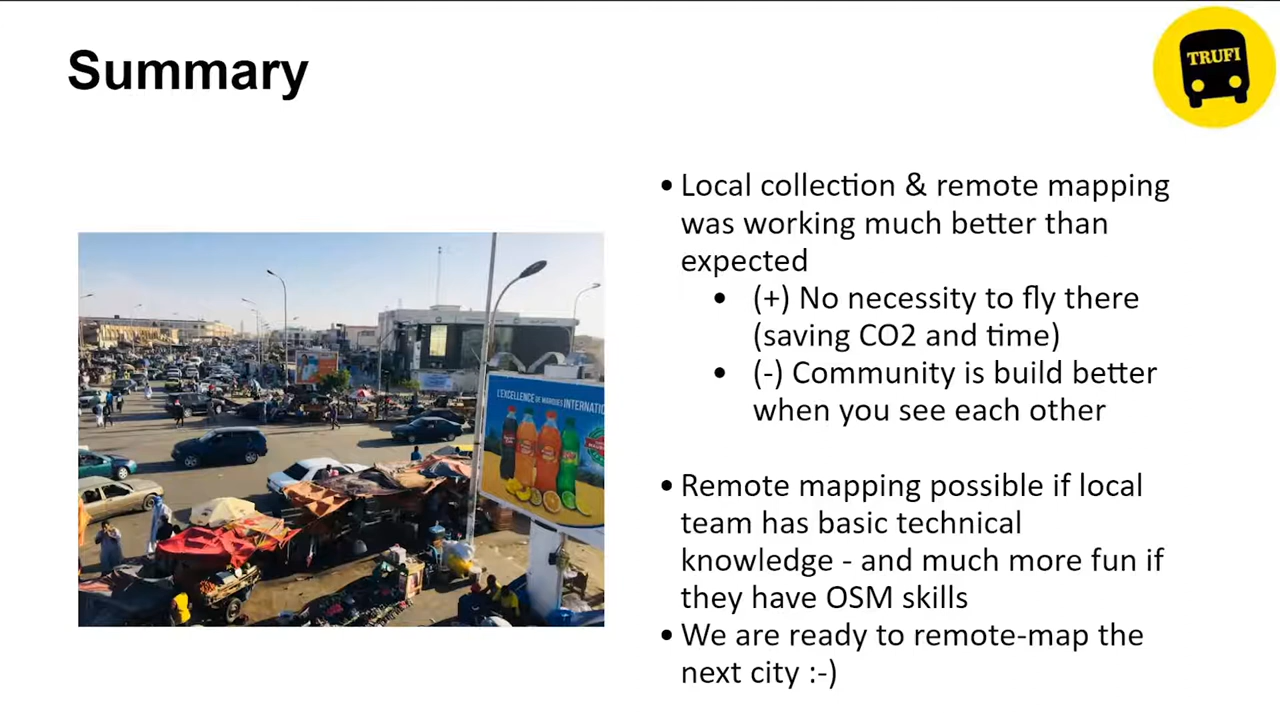 Summary
TRUFI
• Local collection & remote mapping
was working much better than
expected
• (+) No necessity to fly there
(saving CO2 and time)
• (-) Community is build better
when you see each other
• Remote mapping possible if local
team has basic technical
knowledge - and much more fun if
they have OSM skills
• We are ready to remote-map the
next city :-)
L'EXCELLENCE DE MARQUES INTERNATIO